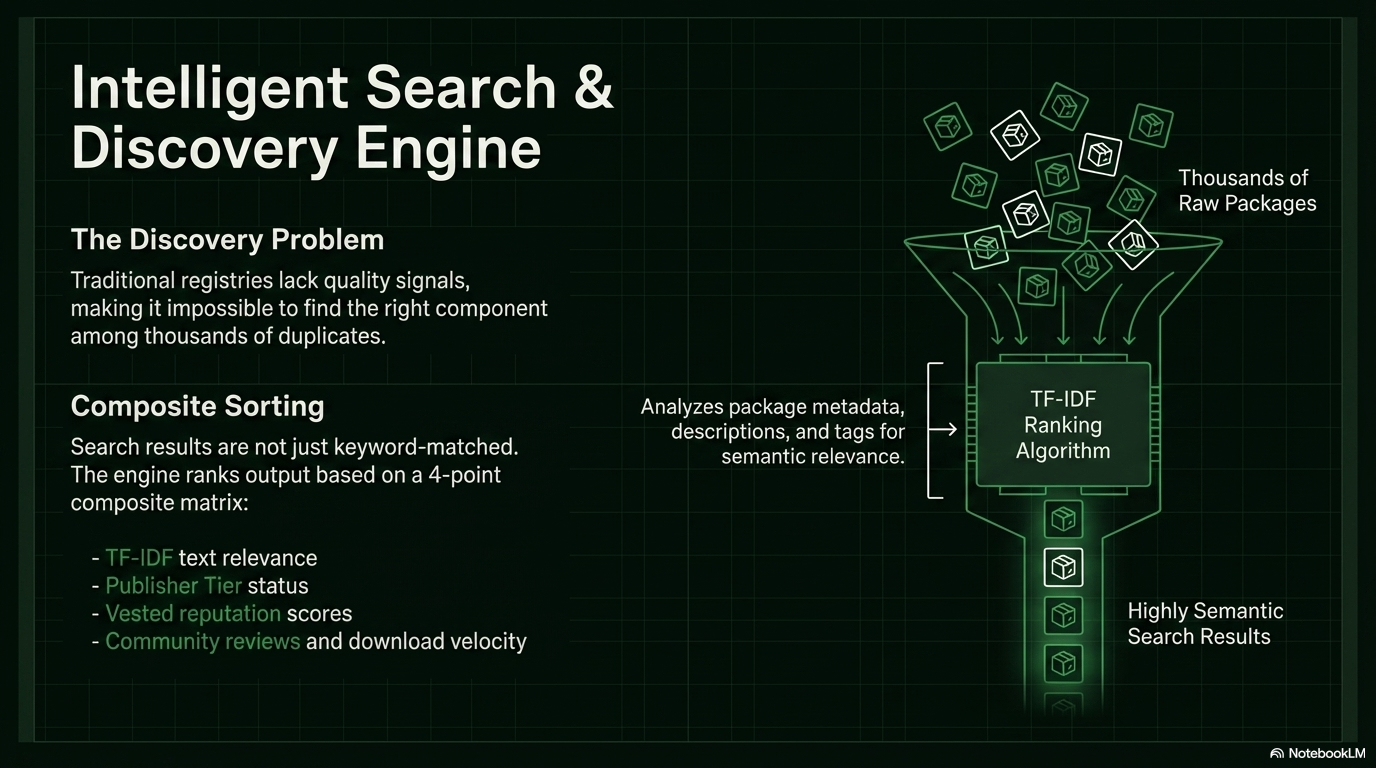 Intelligent Search &
Discovery Engine
The Discovery Problem
Traditional registries lack quality signals,
making it impossible to find the right component
among thousands of duplicates.
Composite Sorting
Search results are not just keyword-matched.
The engine ranks output based on a 4-point
composite matrix:
- TF-IDF text relevance
- Publisher Tier status
- Vested reputation scores
- Community reviews and download velocity
Thousands of
Raw Packages
Analyzes package metadata,
descriptions, and tags for
semantic relevance.
TF-IDF
Ranking
Algorithm
Highly Semantic
Search Results
NotebookLM